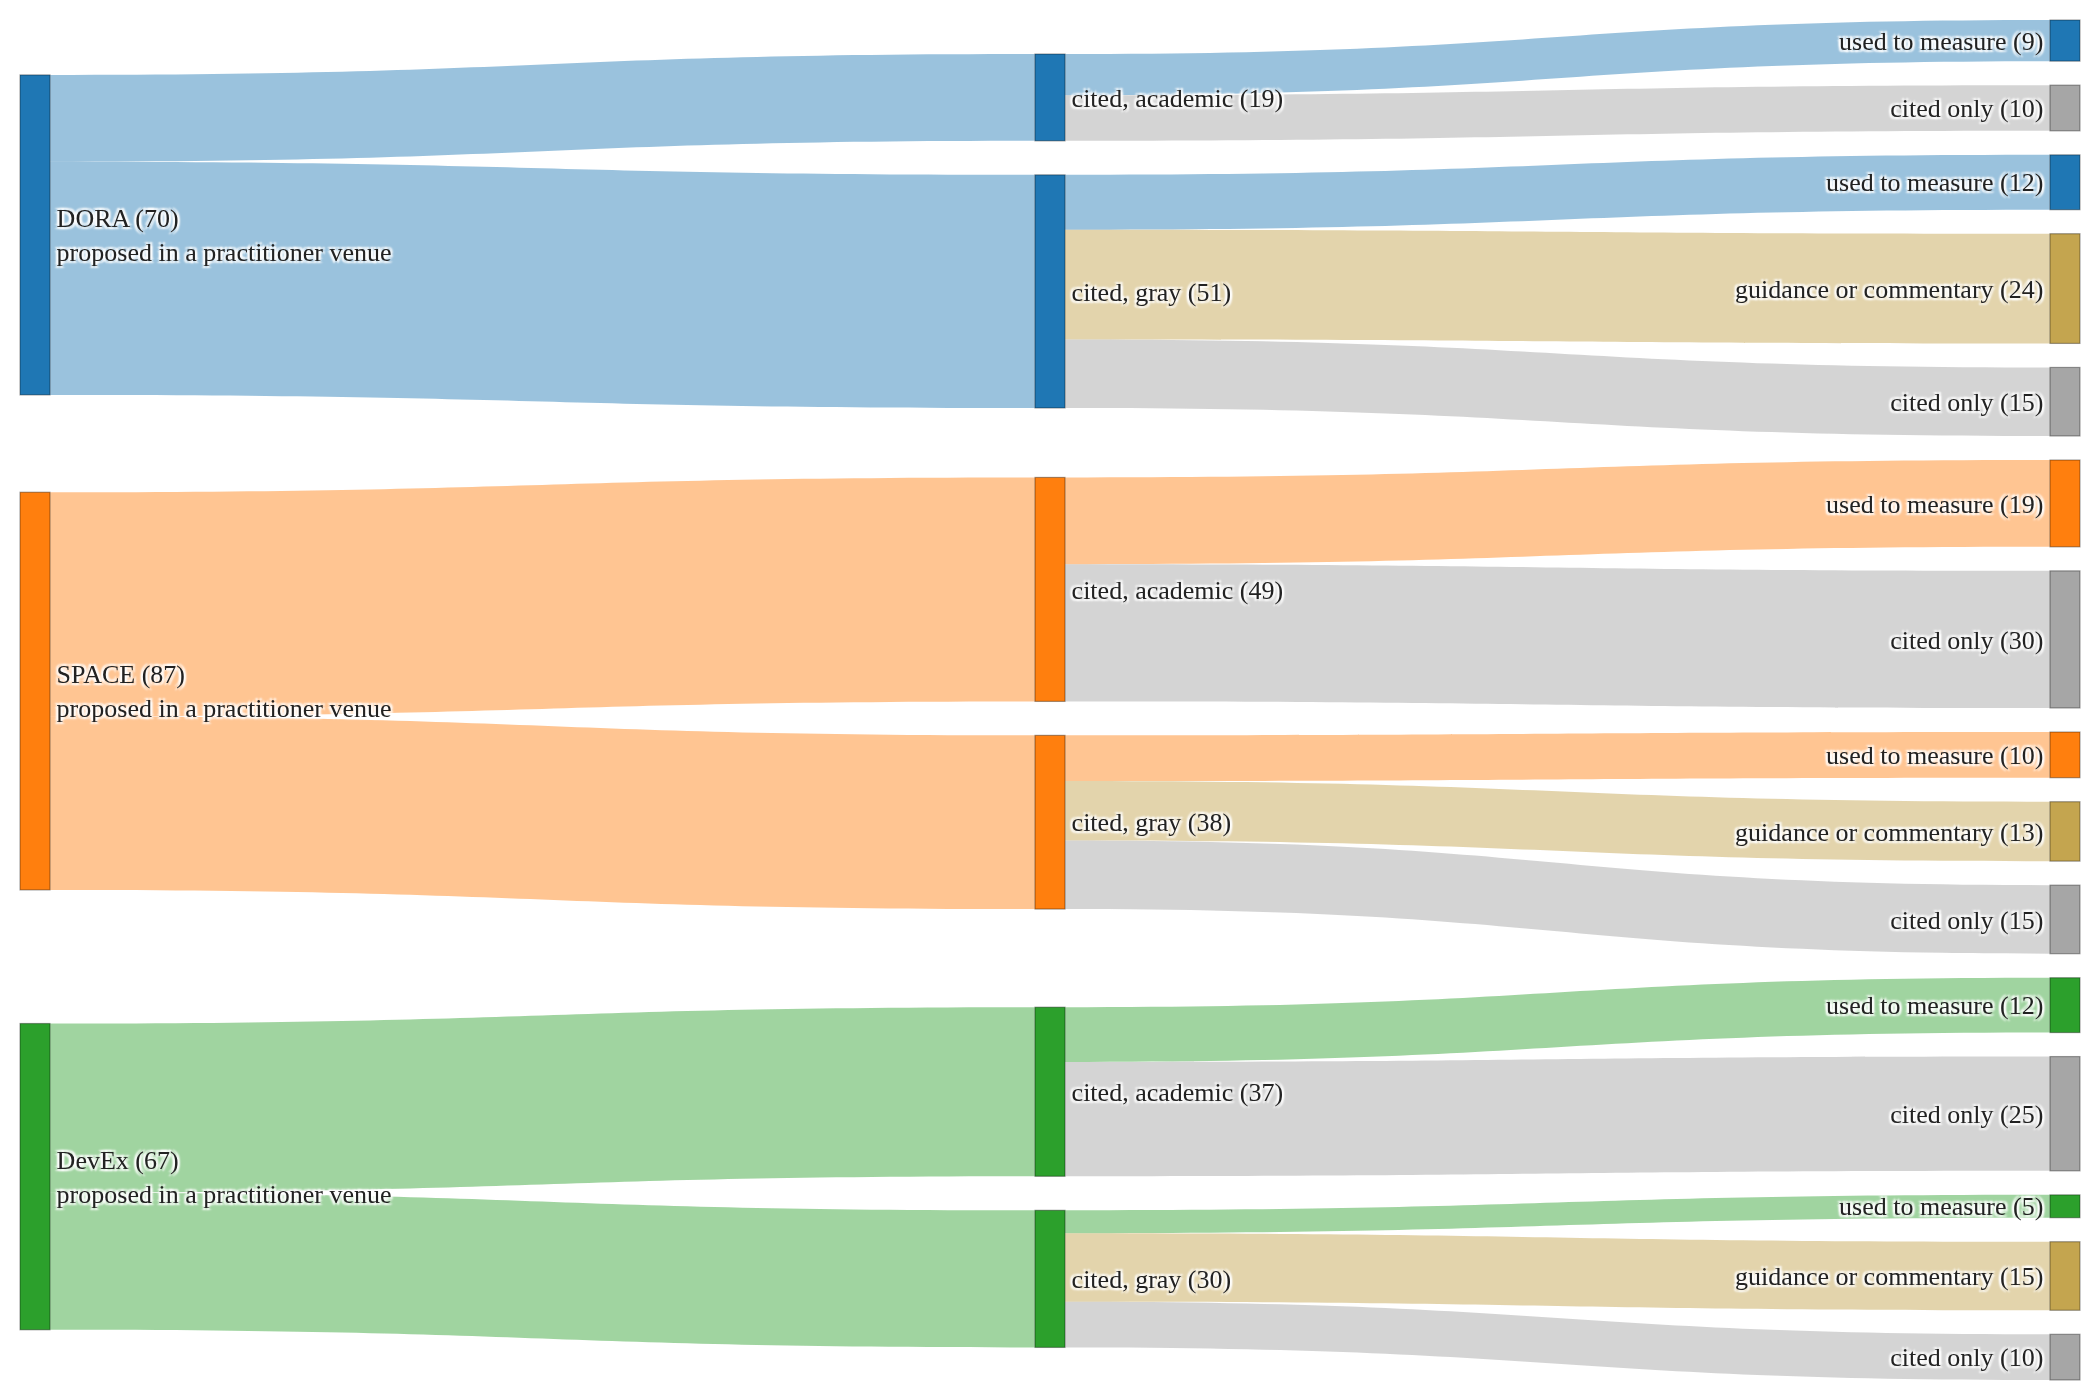 used to measure (9)
cited, academic (19)
cited only (10)
used to measure (12)
DORA (70)
proposed in a practitioner venue
cited, gray (51)
guidance or commentary (24)
cited only (15)
used to measure (19)
cited, academic (49)
cited only (30)
SPACE (87)
proposed in a practitioner venue
used to measure (10)
cited, gray (38)
guidance or commentary (13)
cited only (15)
used to measure (12)
cited, academic (37)
cited only (25)
DevEx (67)
proposed in a practitioner venue
used to measure (5)
cited, gray (30)
guidance or commentary (15)
cited only (10)